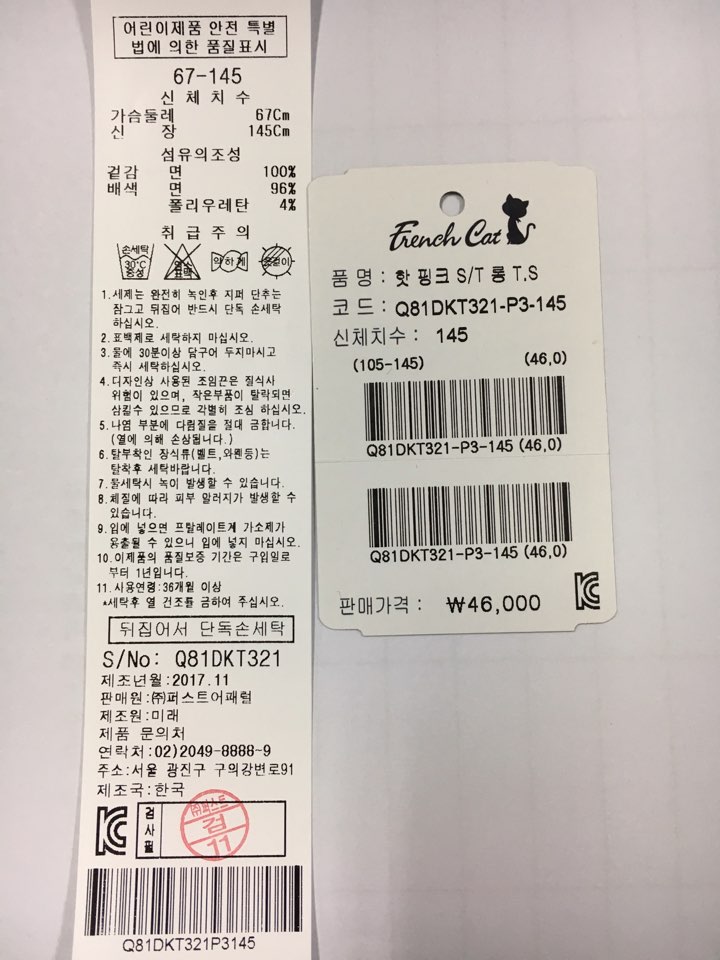 어린이제품 안전 특별
법에 의한 품질표시
67-145
신 체 치 수
가슴둘레 67Cm
신 장 145Cm
섬유의조성
겉감 면 100%
배색 면 96%
폴리우레탄 4%
취 급 주 의
손세탁
30℃
중성
염소
표백
약하게
옷걸이
1.세제는 완전히 녹인후 지퍼 단추는
잠그고 뒤집어 반드시 단독 손세탁
하십시오.
2.표백제로 세탁하지 마십시오.
3.물에 30분이상 담구어 두지마시고
즉시 세탁하십시오.
4.디자인상 사용된 조임끈은 질식사
위험이 있으며, 작은부품이 탈락되면
삼킬수 있으므로 각별히 조심 하십시오.
5.나염 부분에 다림질을 절대 금합니다.
(열에 의해 손상됩니다.)
6.탈부착인 장식류(벨트,와펜등)는
탈착후 세탁바랍니다.
7.물세탁시 녹이 발생할 수 있습니다.
8.체질에 따라 피부 알러지가 발생할 수
있습니다.
9.입에 넣으면 프탈레이트계 가소제가
용출될 수 있으니 입에 넣지 마십시오.
10.이제품의 품질보증 기간은 구입일로
부터 1년입니다.
11.사용연령:36개월 이상
*세탁후 열 건조를 금하여 주십시오.
뒤집어서 단독손세탁
S/No: Q81DKT321
제조년월:2017.11
판매원:㈜퍼스트어패럴
제조원:미래
제품 문의처
연락처:02)2049-8888~9
주소:서울 광진구 구의강변로91
제조국:한국
KC
검사필
㈜퍼스트
검
11
Q81DKT321P3145
French Cat
품 명 : 핫 핑크 S/T 롱 T.S
코 드 : Q81DKT321-P3-145
신체치수 : 145
(105-145) (46,0)
Q81DKT321-P3-145 (46,0)
Q81DKT321-P3-145 (46,0)
판매가격 : ₩46,000
KC